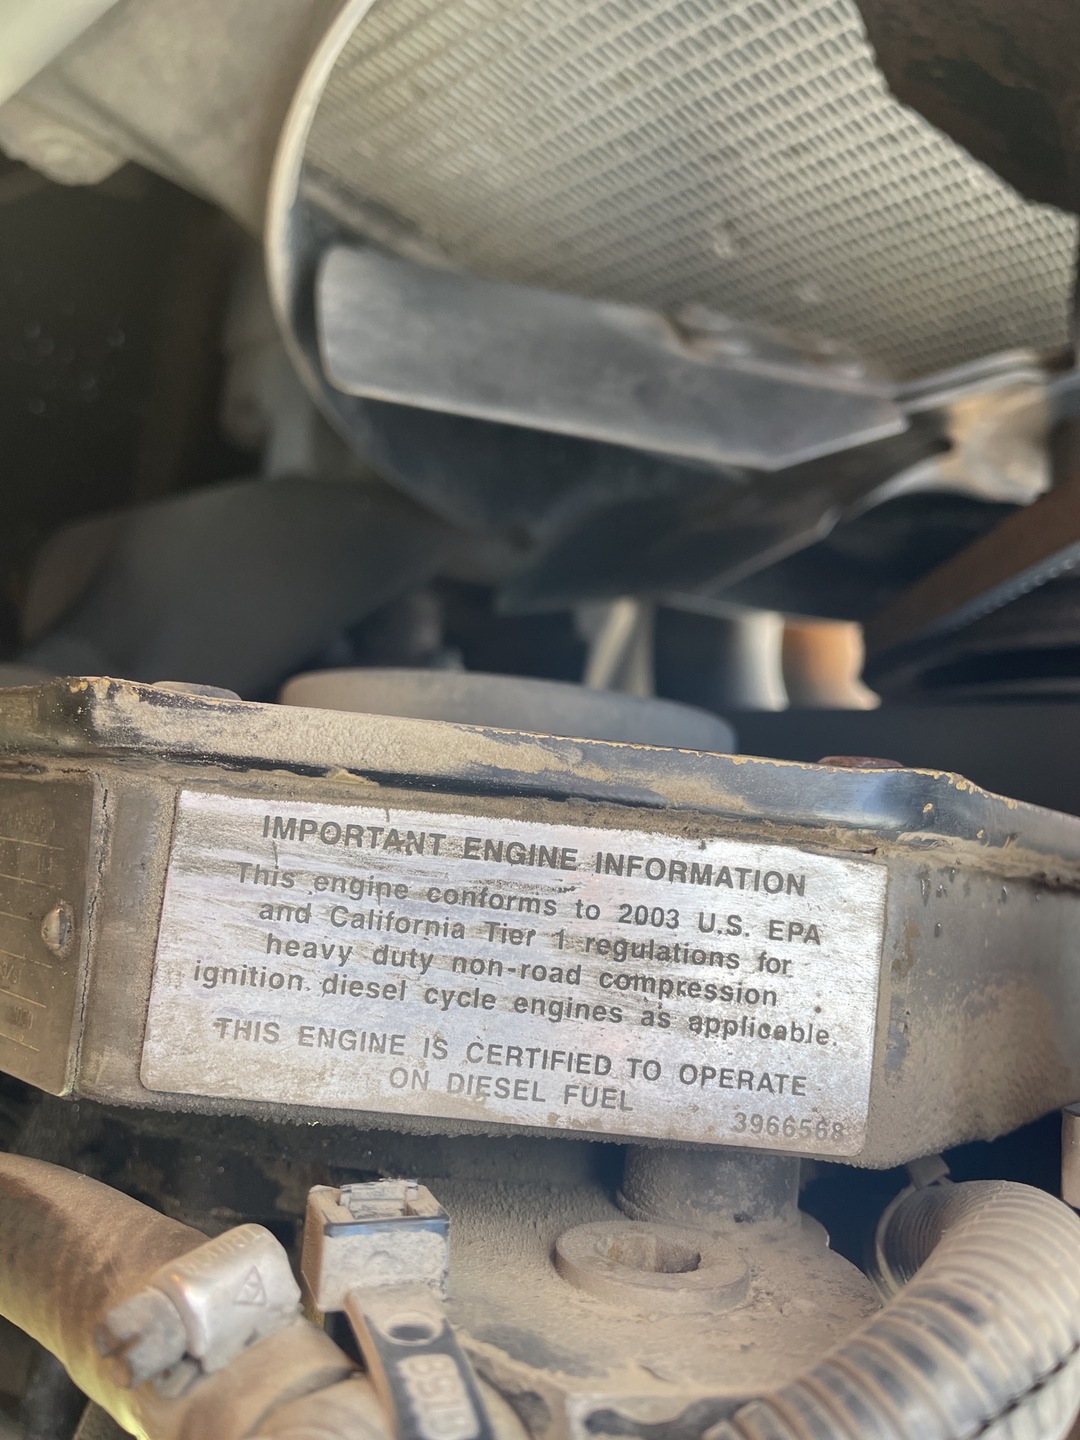 IMPORTANT ENGINE INFORMATION
This engine conforms to 2003 U.S. EPA
and California Tier 1 regulations for
heavy duty non-road compression
ignition diesel cycle engines as applicable.
THIS ENGINE IS CERTIFIED TO OPERATE
ON DIESEL FUEL
3966568